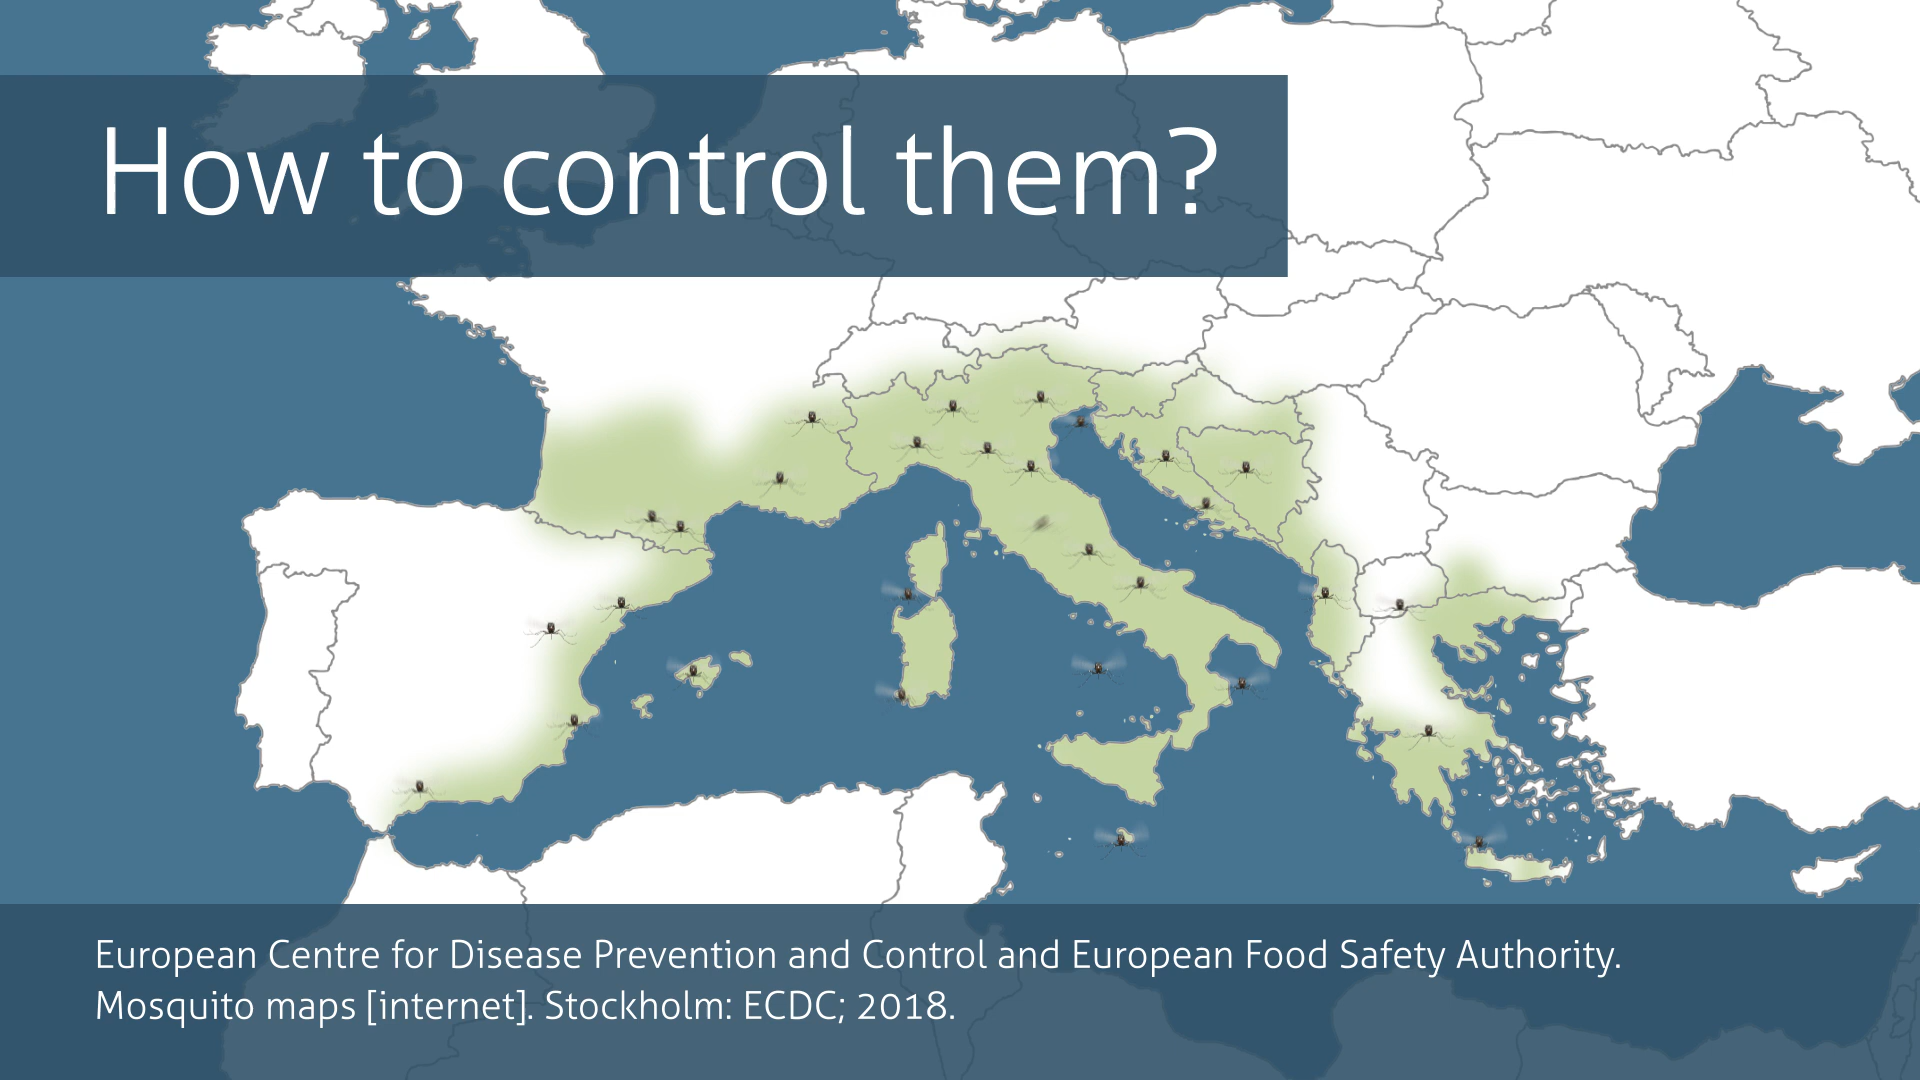 How to control them?
European Centre for Disease Prevention and Control and European Food Safety Authority.
Mosquito maps [internet]. Stockholm: ECDC; 2018.